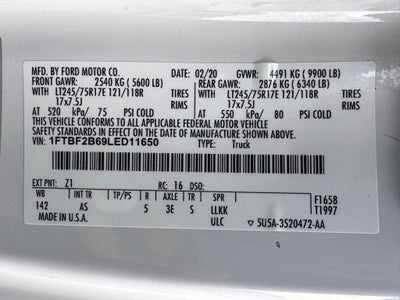 MFD. BY FORD MOTOR CO. 02/20 GVWR: 4491 KG ( 9900 LB)
FRONT GAWR: 2540 KG ( 5600 LB) REAR GAWR: 2876 KG ( 6340 LB)
WITH LT245/75R17E 121/118R TIRES WITH LT245/75R17E 121/118R TIRES
17x7.5J RIMS 17x7.5J RIMS
AT 520 kPa/ 75 PSI COLD AT 550 kPa/ 80 PSI COLD
THIS VEHICLE CONFORMS TO ALL APPLICABLE FEDERAL MOTOR VEHICLE SAFETY
STANDARDS IN EFFECT ON THE DATE OF MANUFACTURE SHOWN ABOVE.
VIN: 1FTBF2B69LED11650 TYPE: Truck
EXT PNT: Z1 RC: 16 DSO:
WB INT TR TP/PS R AXLE TR SPR F1658
142 AS 5 3E S LLKK T1997
ULC 5U5A-3520472-AA